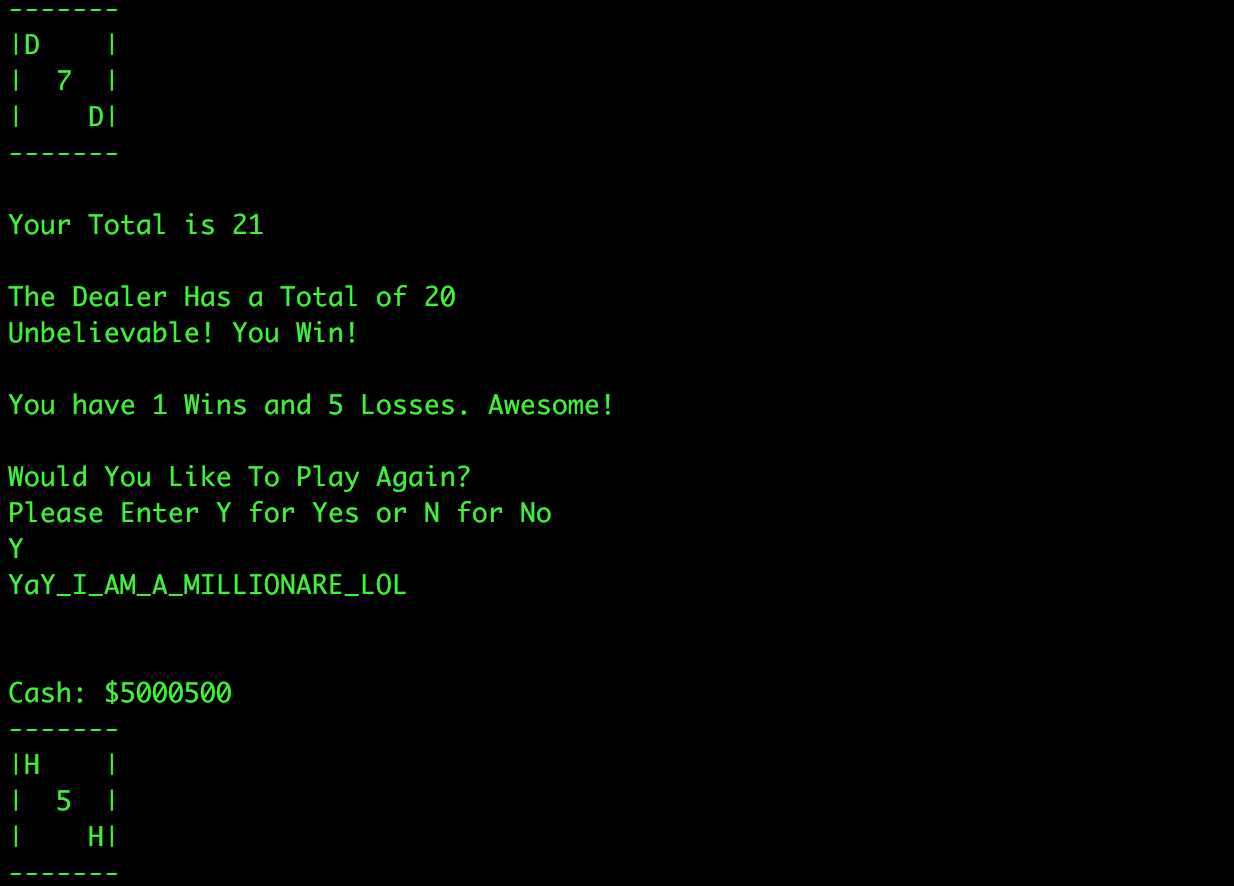 -------
|D    |
|  7  |
|    D|
-------
Your Total is 21
The Dealer Has a Total of 20
Unbelievable! You Win!
You have 1 Wins and 5 Losses. Awesome!
Would You Like To Play Again?
Please Enter Y for Yes or N for No
Y
YaY_I_AM_A_MILLIONARE_LOL
Cash: $5000500
-------
|H    |
|  5  |
|    H|
-------